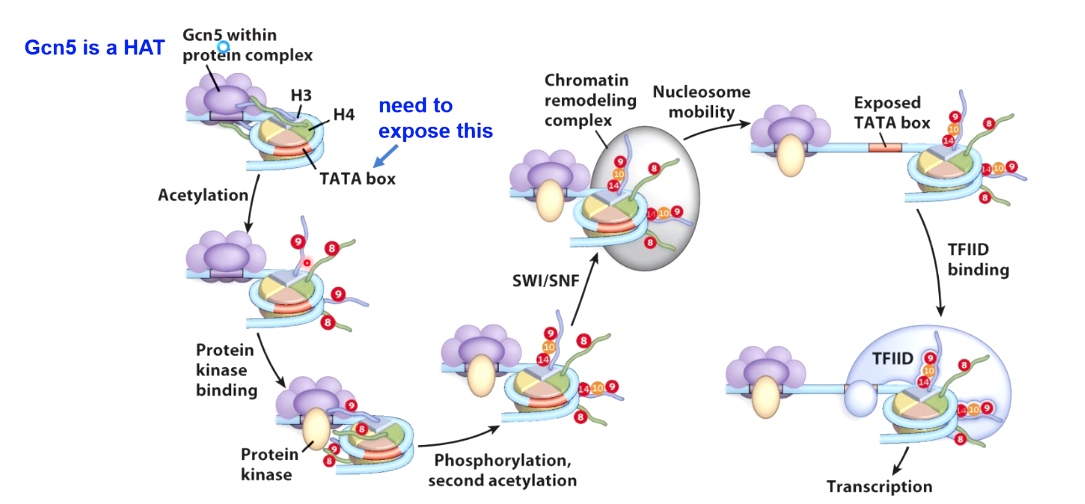 Gcn5 is a HAT
Gcn5 within
protein complex
H3
H4
need to
expose this
TATA box
Acetylation
9
8
9
8
Protein
kinase
binding
9
8
9
8
Protein
kinase
Phosphorylation,
second acetylation
9
10
14
8
14 10 9
8
SWI/SNF
Chromatin
remodeling
complex
9
10
14
8
14 10 9
8
Nucleosome
mobility
Exposed
TATA box
9
10
14
8
14 10 9
8
TFIID
binding
TFIID
9
10
14
8
14 10 9
8
Transcription